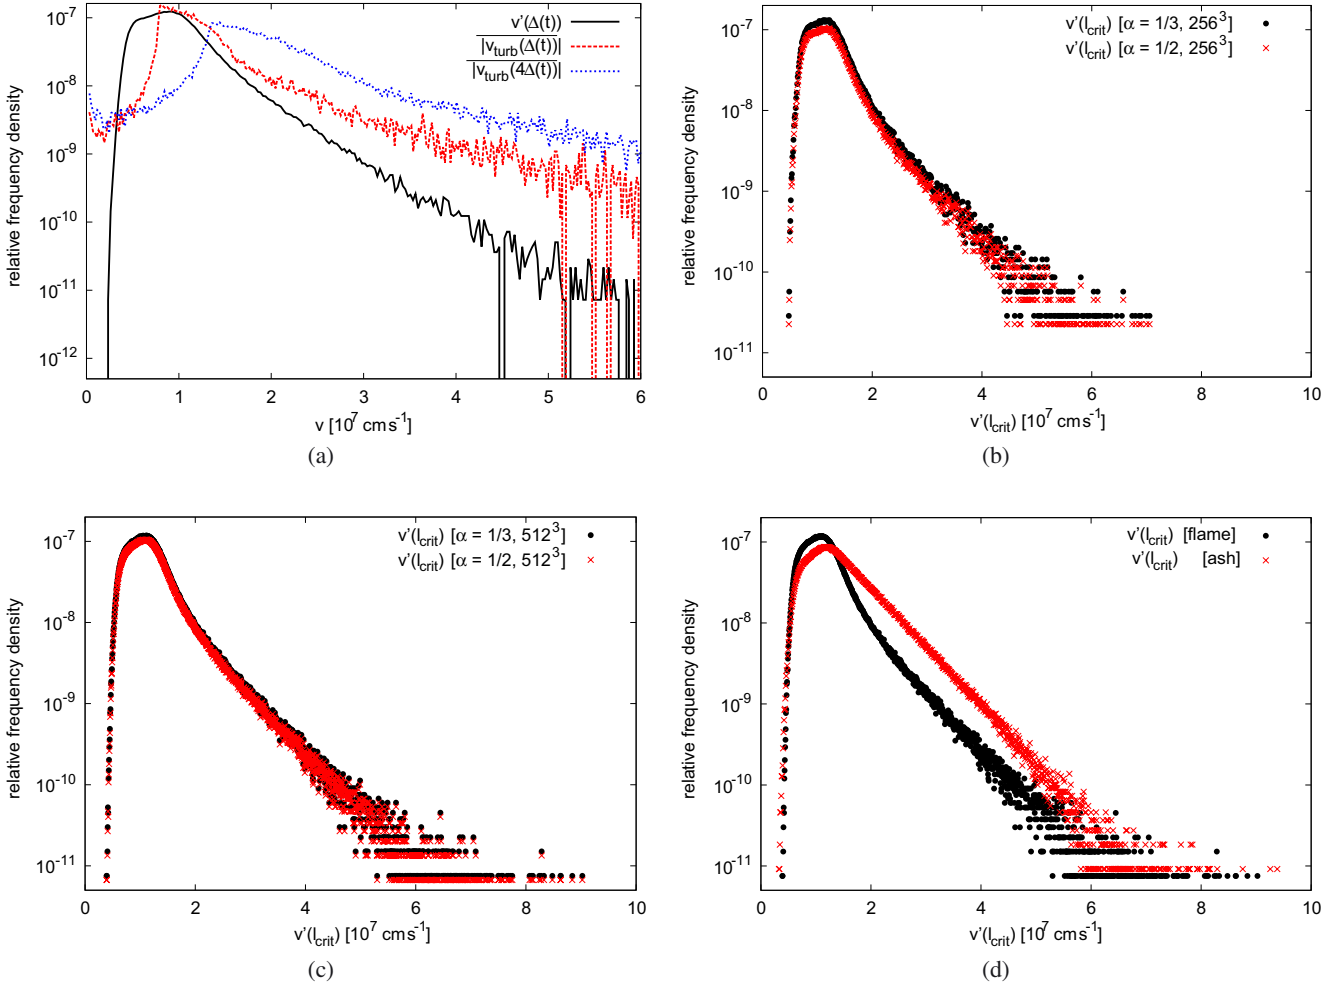 v'(Δ(t))
|v_turb(Δ(t))|
|v_turb(4Δ(t))|
relative frequency density
10^-7
10^-8
10^-9
10^-10
10^-11
10^-12
0 1 2 3 4 5 6
v [10^7 cm s^-1]
(a)
v'(l_crit) [α = 1/3, 256^3]
v'(l_crit) [α = 1/2, 256^3]
relative frequency density
10^-7
10^-8
10^-9
10^-10
10^-11
0 2 4 6 8 10
v'(l_crit) [10^7 cm s^-1]
(b)
v'(l_crit) [α = 1/3, 512^3]
v'(l_crit) [α = 1/2, 512^3]
relative frequency density
10^-7
10^-8
10^-9
10^-10
10^-11
0 2 4 6 8 10
v'(l_crit) [10^7 cm s^-1]
(c)
v'(l_crit) [flame]
v'(l_crit) [ash]
relative frequency density
10^-7
10^-8
10^-9
10^-10
10^-11
0 2 4 6 8 10
v'(l_crit) [10^7 cm s^-1]
(d)